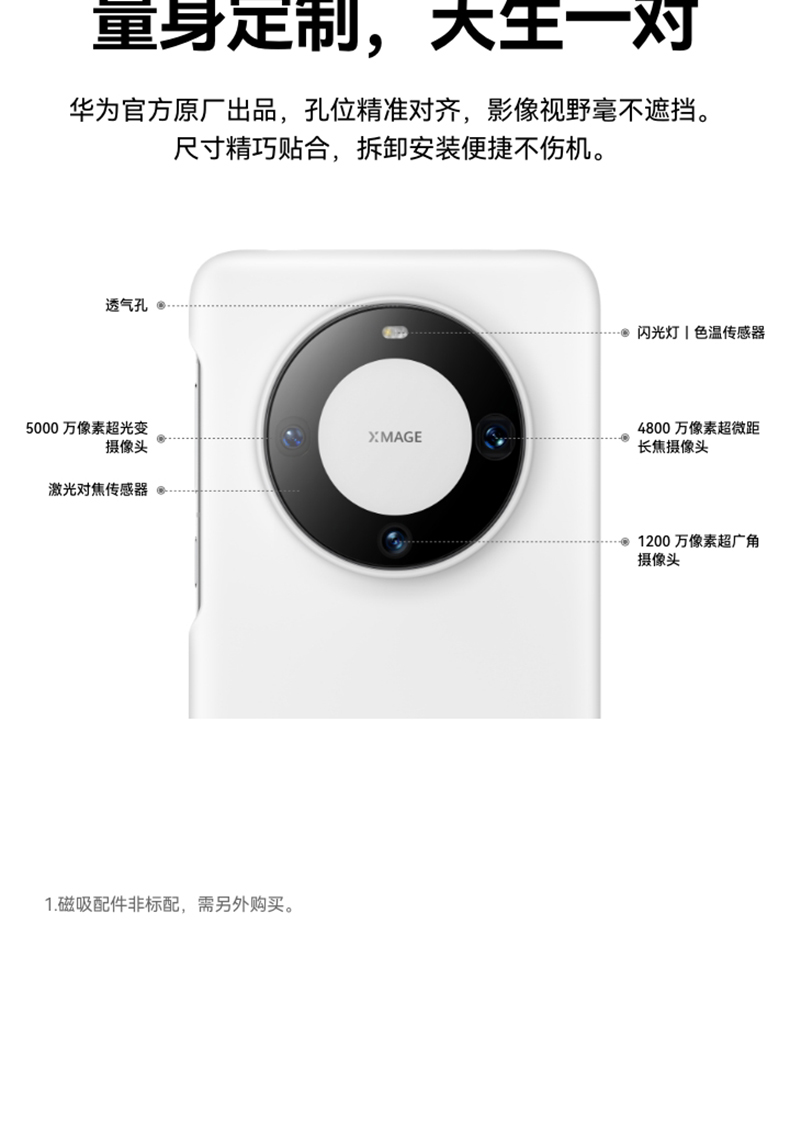 量身定制，天生一对
华为官方原厂出品，孔位精准对齐，影像视野毫不遮挡。
尺寸精巧贴合，拆卸安装便捷不伤机。
透气孔
闪光灯丨色温传感器
5000 万像素超光变
摄像头
4800 万像素超微距
长焦摄像头
XMAGE
激光对焦传感器
1200 万像素超广角
摄像头
1.磁吸配件非标配，需另外购买。